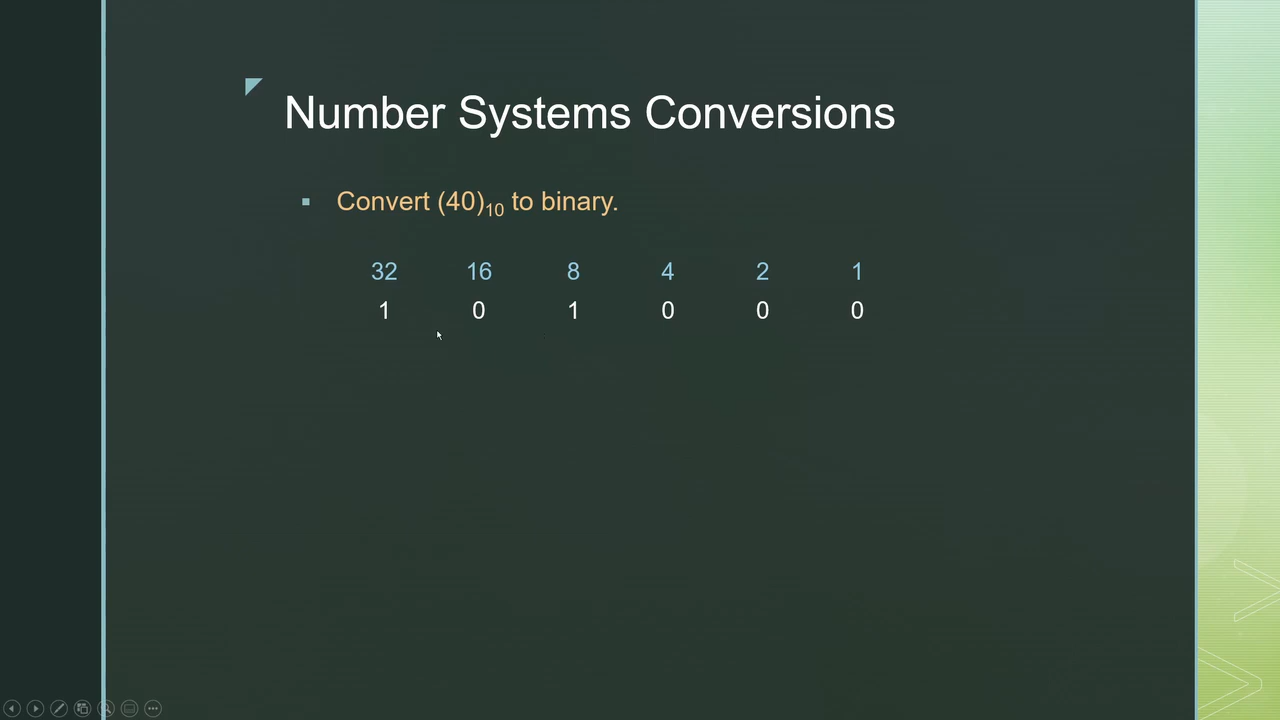 Number Systems Conversions
▪ Convert (40)₁₀ to binary.
32 16 8 4 2 1
1 0 1 0 0 0